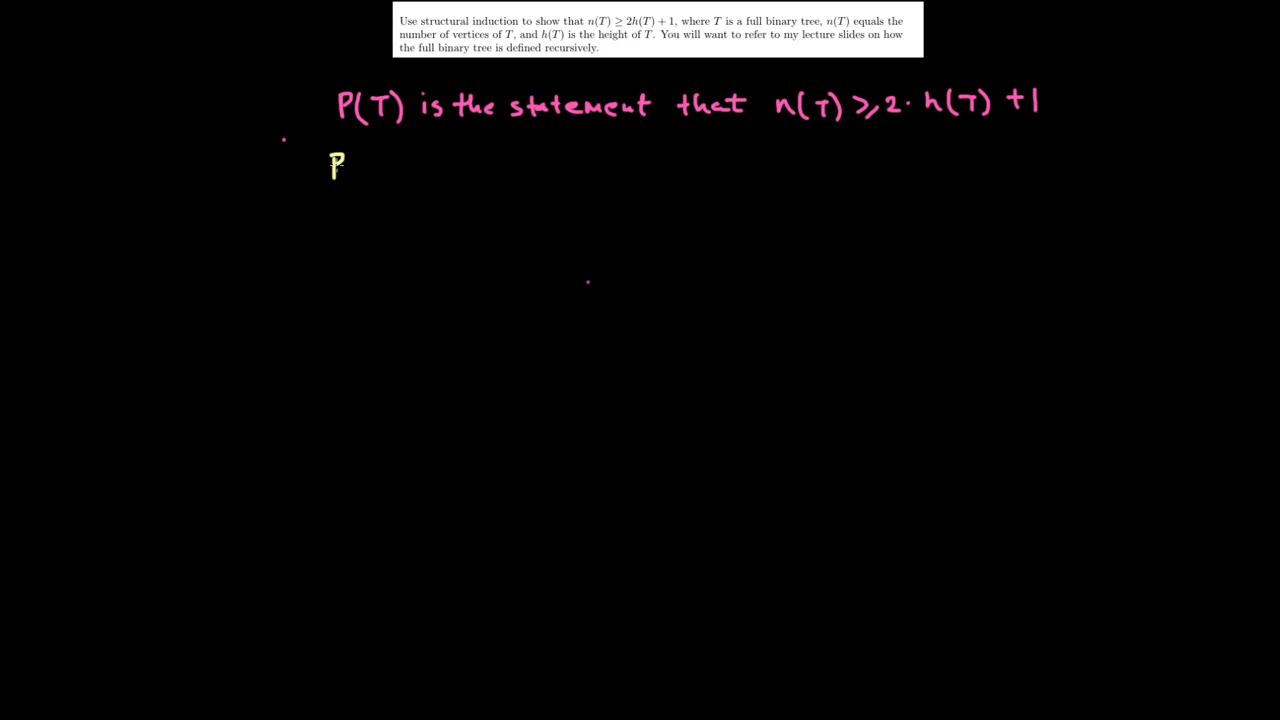 Use structural induction to show that n(T) ≥ 2h(T) + 1, where T is a full binary tree, n(T) equals the
number of vertices of T, and h(T) is the height of T. You will want to refer to my lecture slides on how
the full binary tree is defined recursively.
P(T) is the statement that n(T) ≥ 2 · h(T) + 1
P